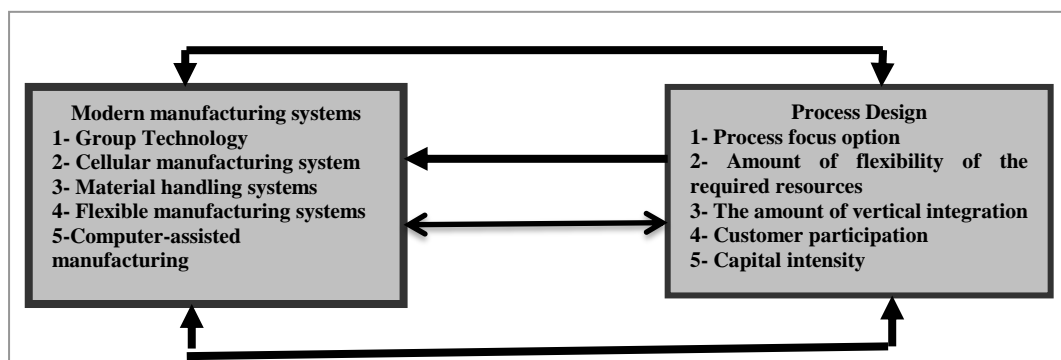 Modern manufacturing systems
1- Group Technology
2- Cellular manufacturing system
3- Material handling systems
4- Flexible manufacturing systems
5-Computer-assisted
manufacturing
Process Design
1- Process focus option
2- Amount of flexibility of the
required resources
3- The amount of vertical integration
4- Customer participation
5- Capital intensity